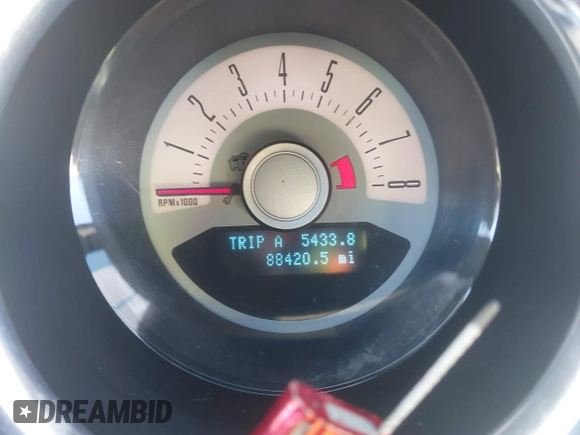 1 2 3 4 5 6 7 8
RPMx1000
TRIP A 5433.8
88420.5 mi
DREAMBID